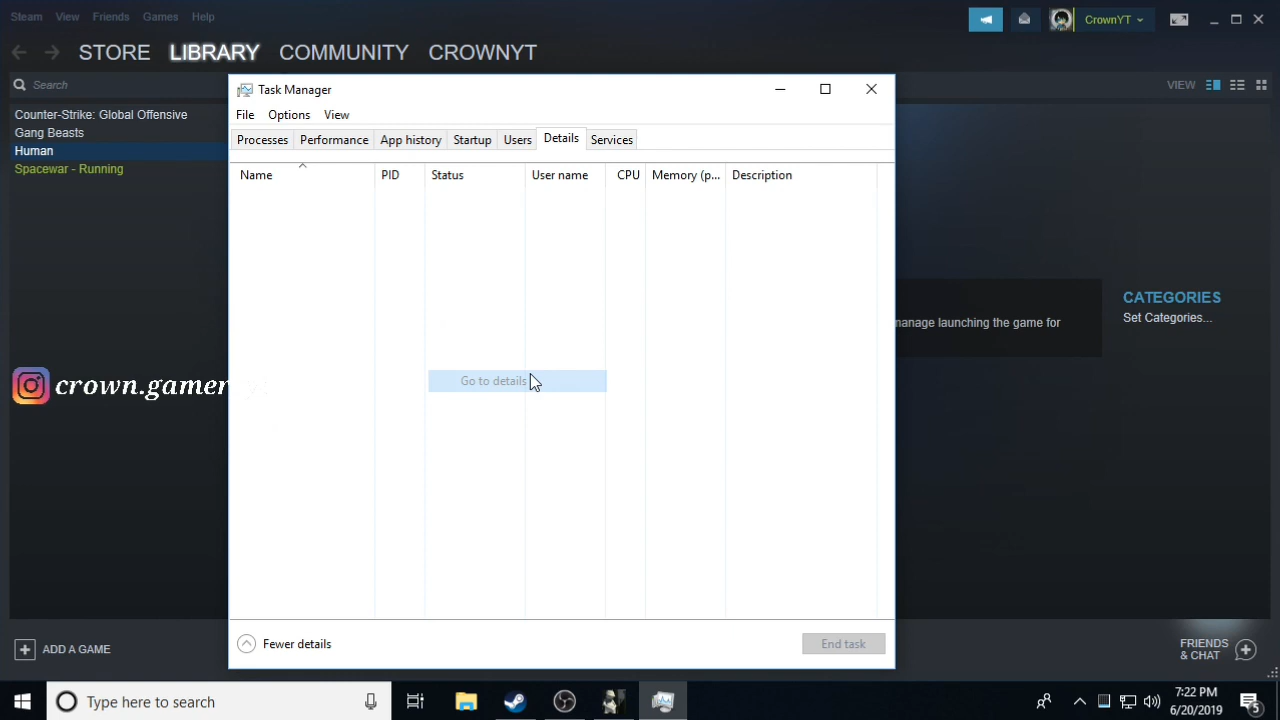 Steam View Friends Games Help
CrownYT
STORE LIBRARY COMMUNITY CROWNYT
Search
VIEW
Counter-Strike: Global Offensive
Gang Beasts
Human
Spacewar - Running
Task Manager
File Options View
Processes Performance App history Startup Users Details Services
Name PID Status User name CPU Memory (p... Description
Go to details
CATEGORIES
Set Categories...
manage launching the game for
crown.gamer
Fewer details
End task
ADD A GAME
FRIENDS
& CHAT
Type here to search
7:22 PM
6/20/2019
5